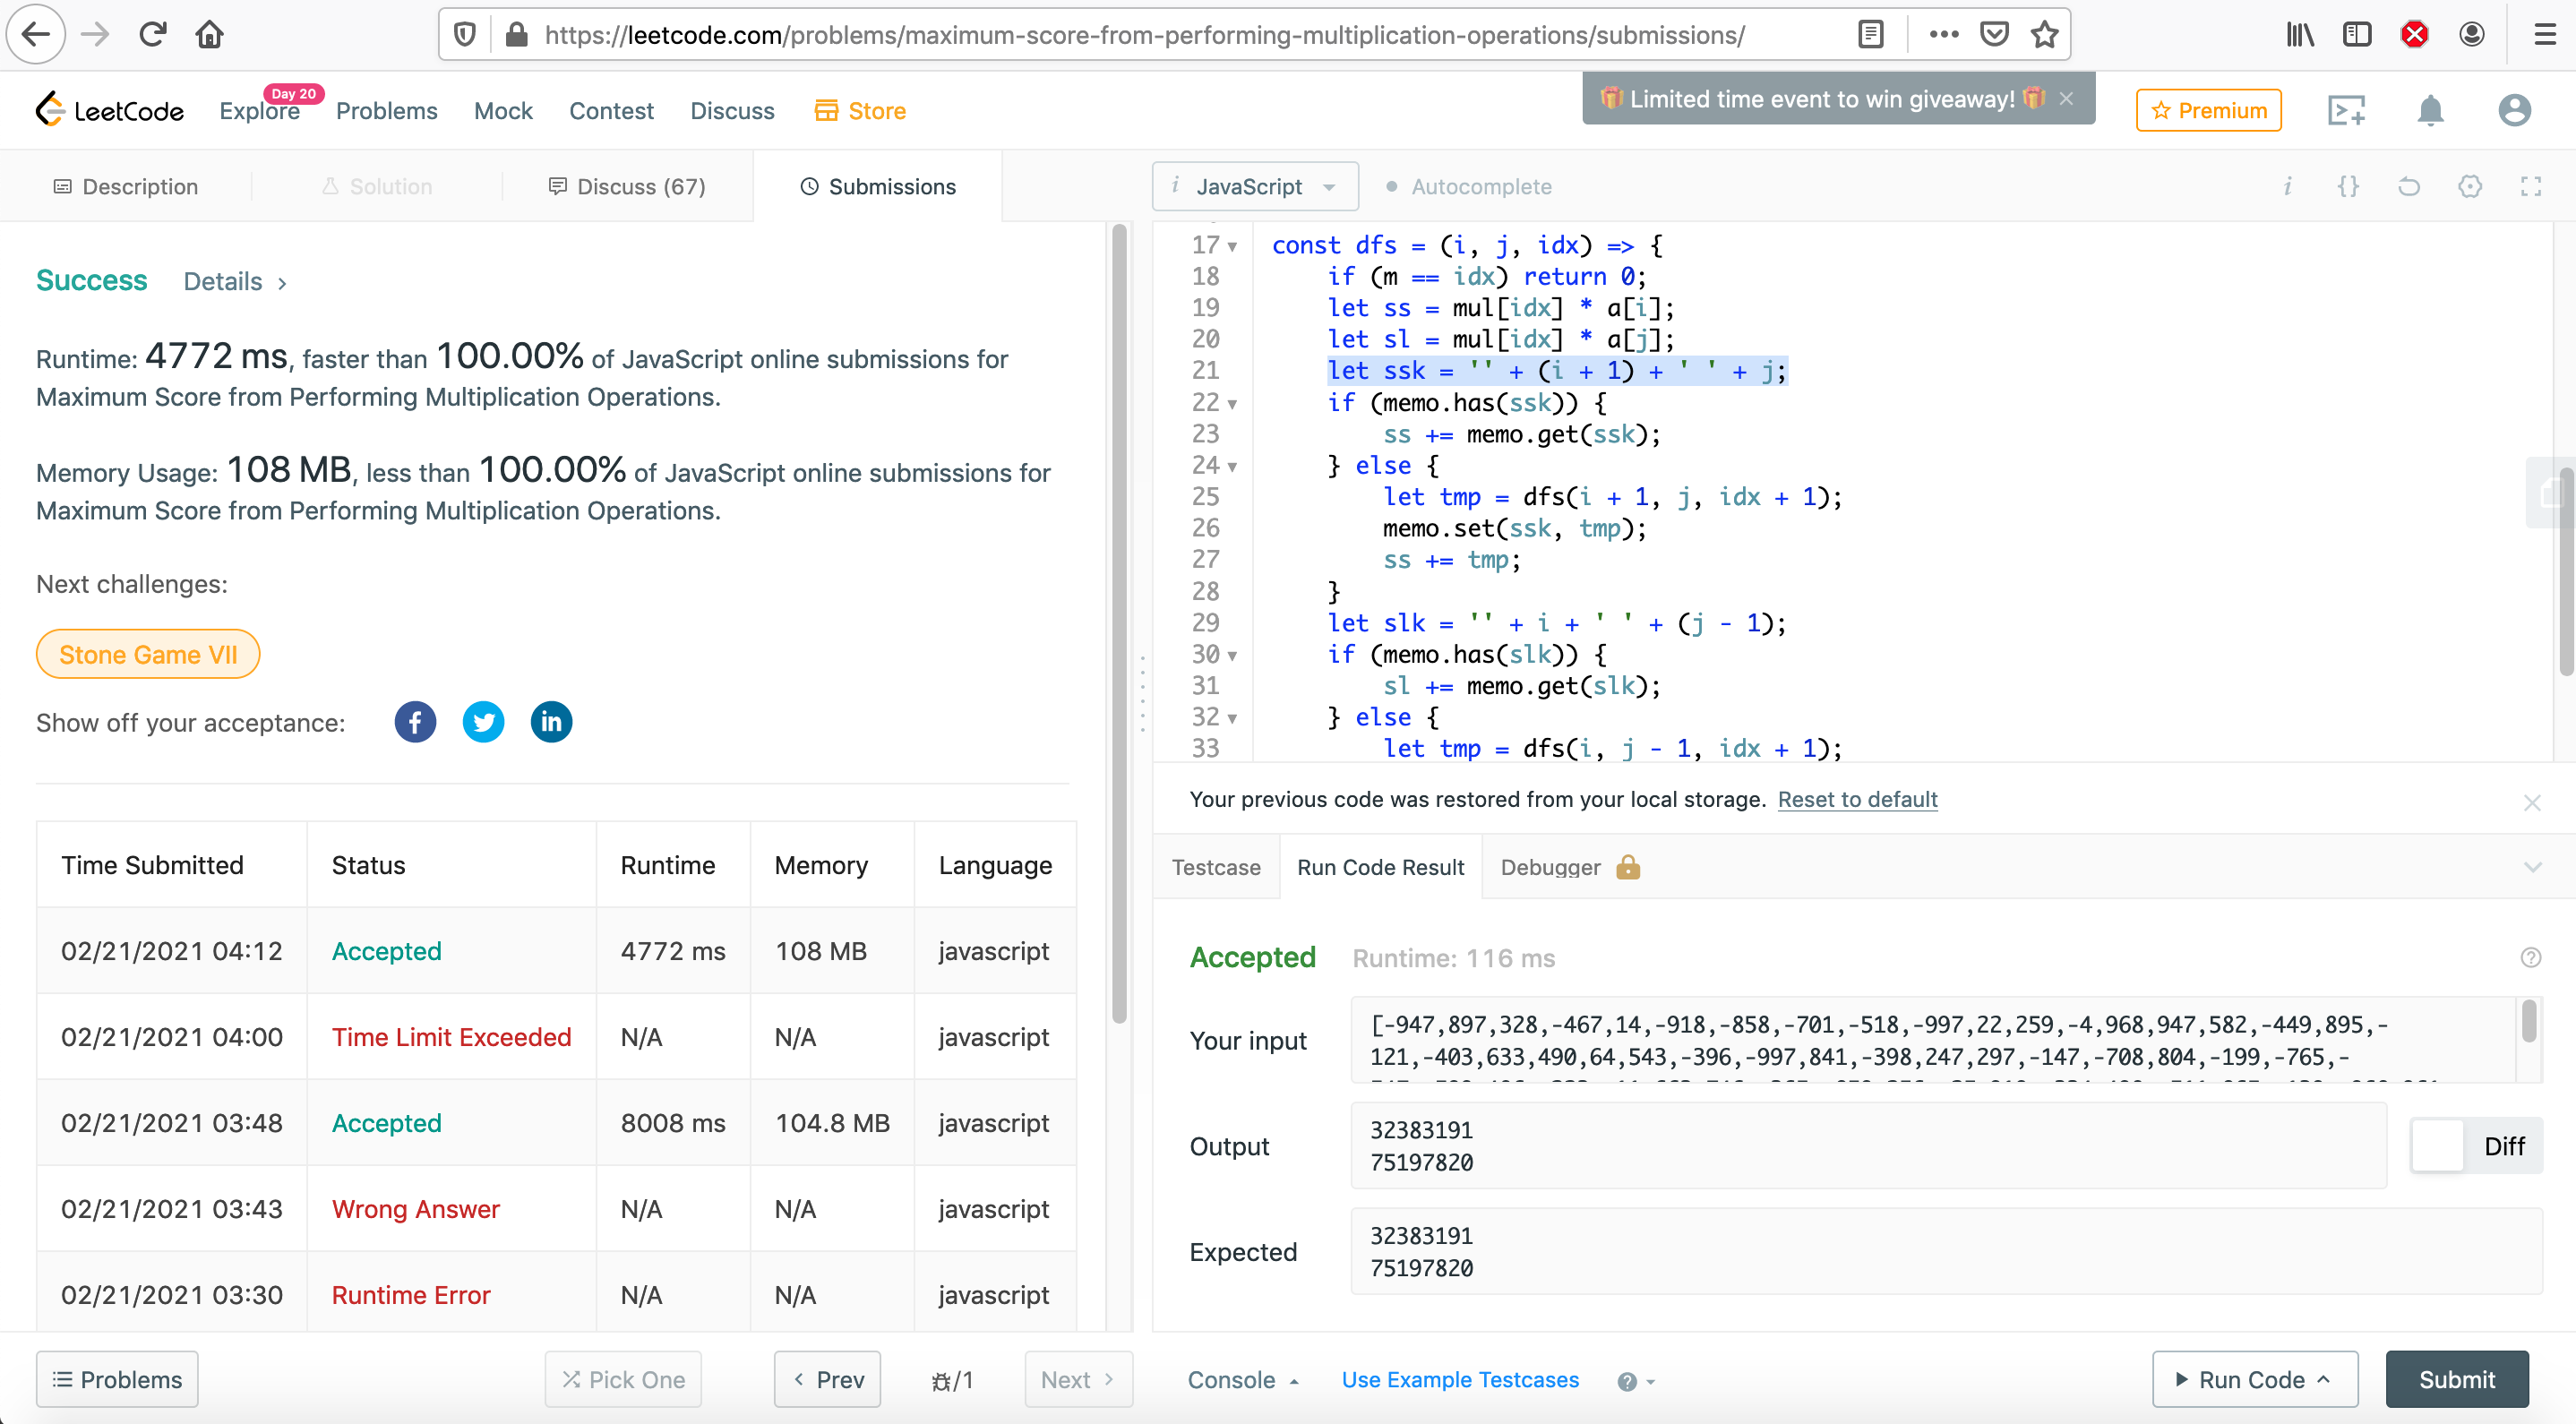 https://leetcode.com/problems/maximum-score-from-performing-multiplication-operations/submissions/
LeetCode Explore Day 20 Problems Mock Contest Discuss Store
Limited time event to win giveaway!
Premium
Description Solution Discuss (67) Submissions
i JavaScript Autocomplete
Success Details
Runtime: 4772 ms, faster than 100.00% of JavaScript online submissions for
Maximum Score from Performing Multiplication Operations.
Memory Usage: 108 MB, less than 100.00% of JavaScript online submissions for
Maximum Score from Performing Multiplication Operations.
Next challenges:
Stone Game VII
Show off your acceptance:
Time Submitted Status Runtime Memory Language
02/21/2021 04:12 Accepted 4772 ms 108 MB javascript
02/21/2021 04:00 Time Limit Exceeded N/A N/A javascript
02/21/2021 03:48 Accepted 8008 ms 104.8 MB javascript
02/21/2021 03:43 Wrong Answer N/A N/A javascript
02/21/2021 03:30 Runtime Error N/A N/A javascript
Problems Pick One Prev /1 Next
17 const dfs = (i, j, idx) => {
18 if (m == idx) return 0;
19 let ss = mul[idx] * a[i];
20 let sl = mul[idx] * a[j];
21 let ssk = '' + (i + 1) + ' ' + j;
22 if (memo.has(ssk)) {
23 ss += memo.get(ssk);
24 } else {
25 let tmp = dfs(i + 1, j, idx + 1);
26 memo.set(ssk, tmp);
27 ss += tmp;
28 }
29 let slk = '' + i + ' ' + (j - 1);
30 if (memo.has(slk)) {
31 sl += memo.get(slk);
32 } else {
33 let tmp = dfs(i, j - 1, idx + 1);
Your previous code was restored from your local storage. Reset to default
Testcase Run Code Result Debugger
Accepted Runtime: 116 ms
Your input
[-947,897,328,-467,14,-918,-858,-701,-518,-997,22,259,-4,968,947,582,-449,895,-
121,-403,633,490,64,543,-396,-997,841,-398,247,297,-147,-708,804,-199,-765,-
Output
32383191
75197820
Diff
Expected
32383191
75197820
Console Use Example Testcases Run Code Submit